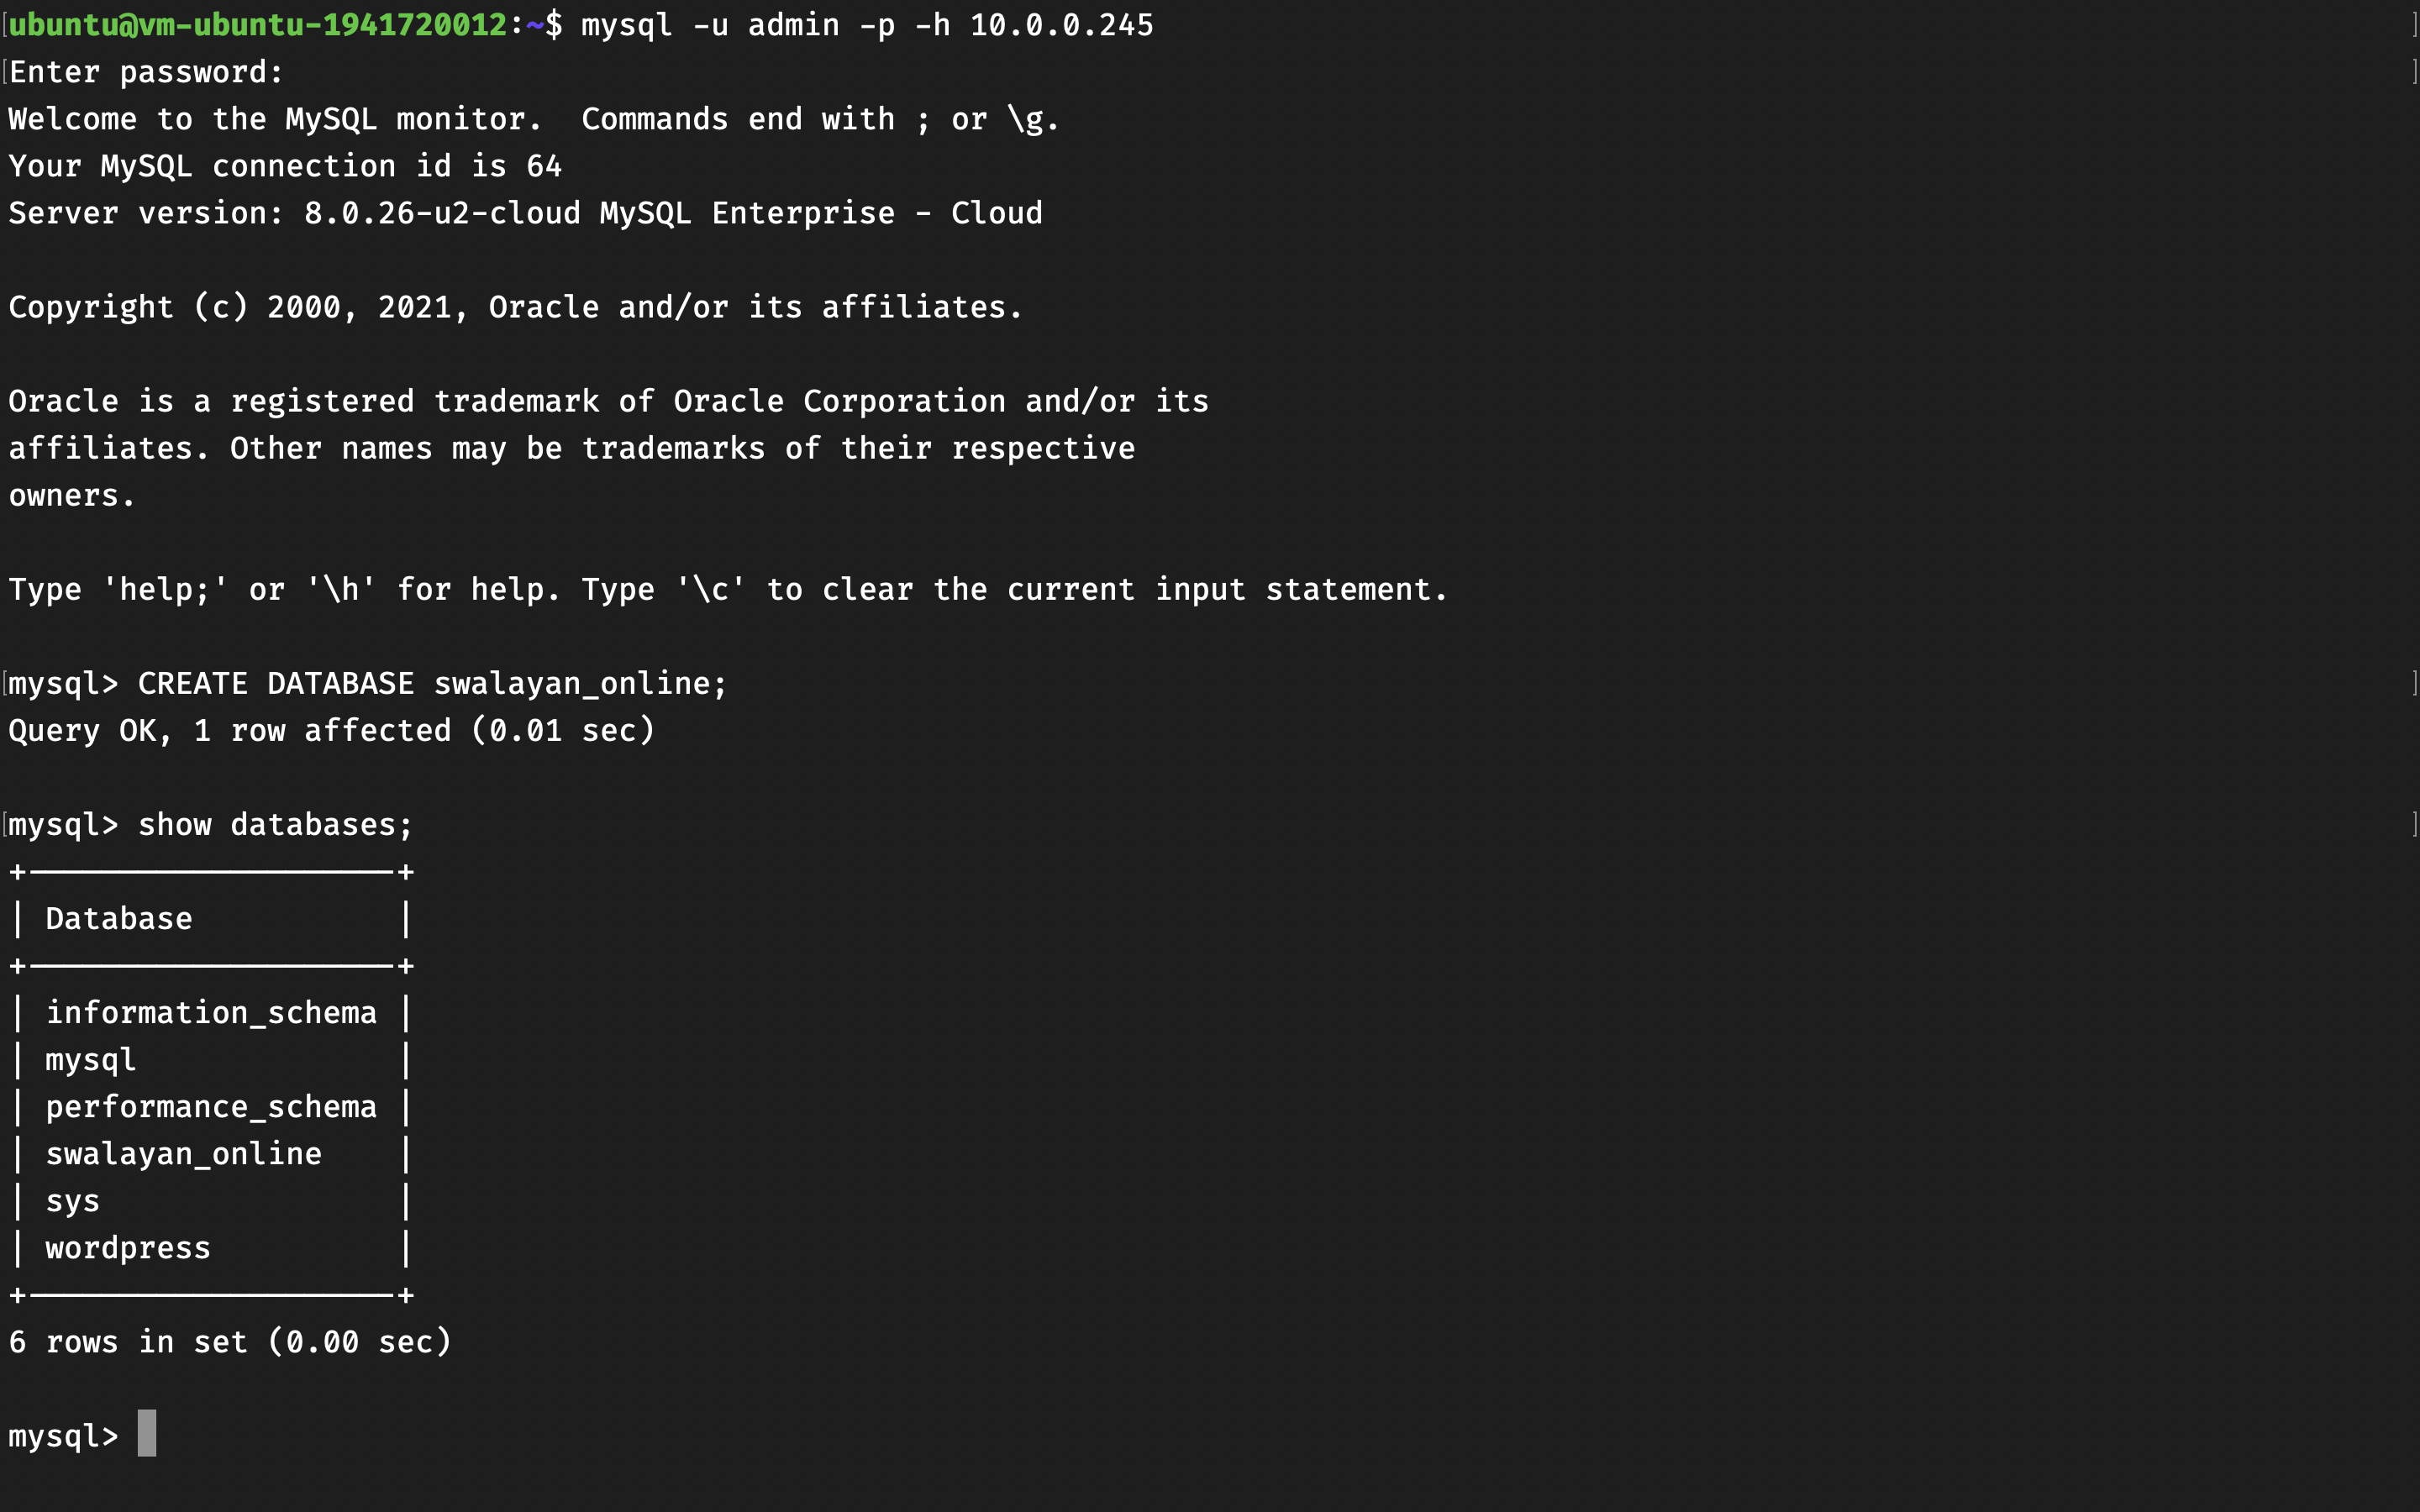 ubuntu@vm-ubuntu-1941720012:~$ mysql -u admin -p -h 10.0.0.245
Enter password:
Welcome to the MySQL monitor.  Commands end with ; or \g.
Your MySQL connection id is 64
Server version: 8.0.26-u2-cloud MySQL Enterprise - Cloud

Copyright (c) 2000, 2021, Oracle and/or its affiliates.

Oracle is a registered trademark of Oracle Corporation and/or its
affiliates. Other names may be trademarks of their respective
owners.

Type 'help;' or '\h' for help. Type '\c' to clear the current input statement.

mysql> CREATE DATABASE swalayan_online;
Query OK, 1 row affected (0.01 sec)

mysql> show databases;
+--------------------+
| Database           |
+--------------------+
| information_schema |
| mysql              |
| performance_schema |
| swalayan_online    |
| sys                |
| wordpress          |
+--------------------+
6 rows in set (0.00 sec)

mysql>